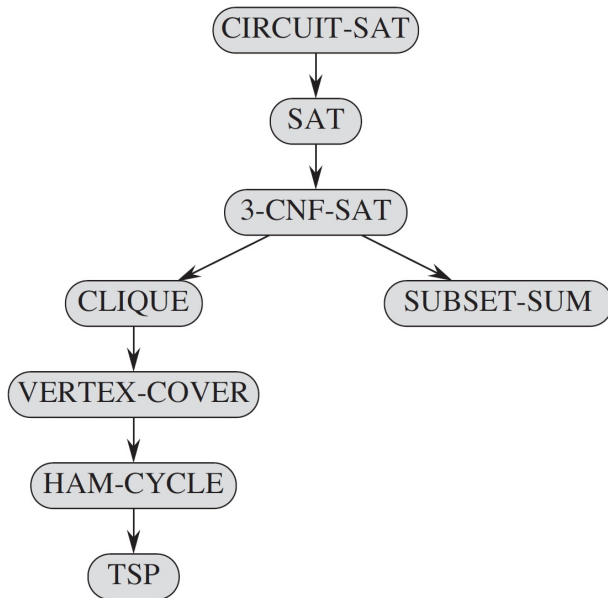 CIRCUIT-SAT
SAT
3-CNF-SAT
CLIQUE
SUBSET-SUM
VERTEX-COVER
HAM-CYCLE
TSP